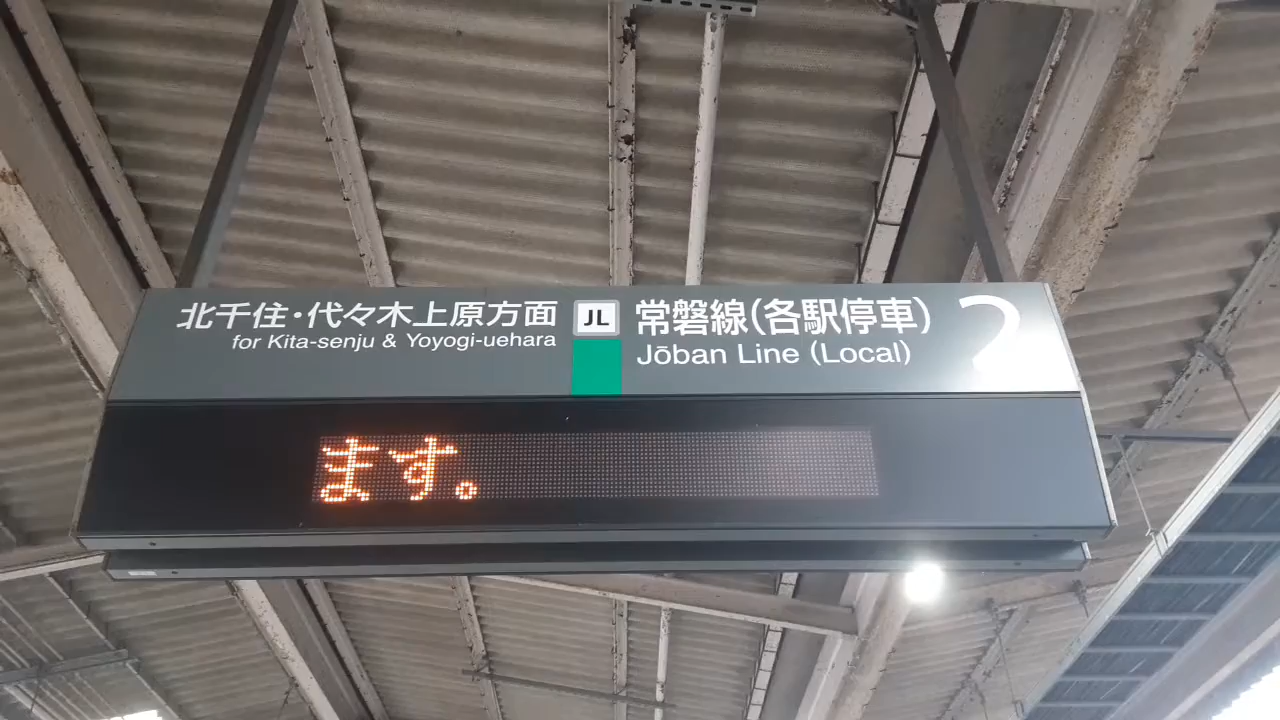 北千住・代々木上原方面
for Kita-senju & Yoyogi-uehara
JL
常磐線(各駅停車)
Jōban Line (Local)
2
ます。